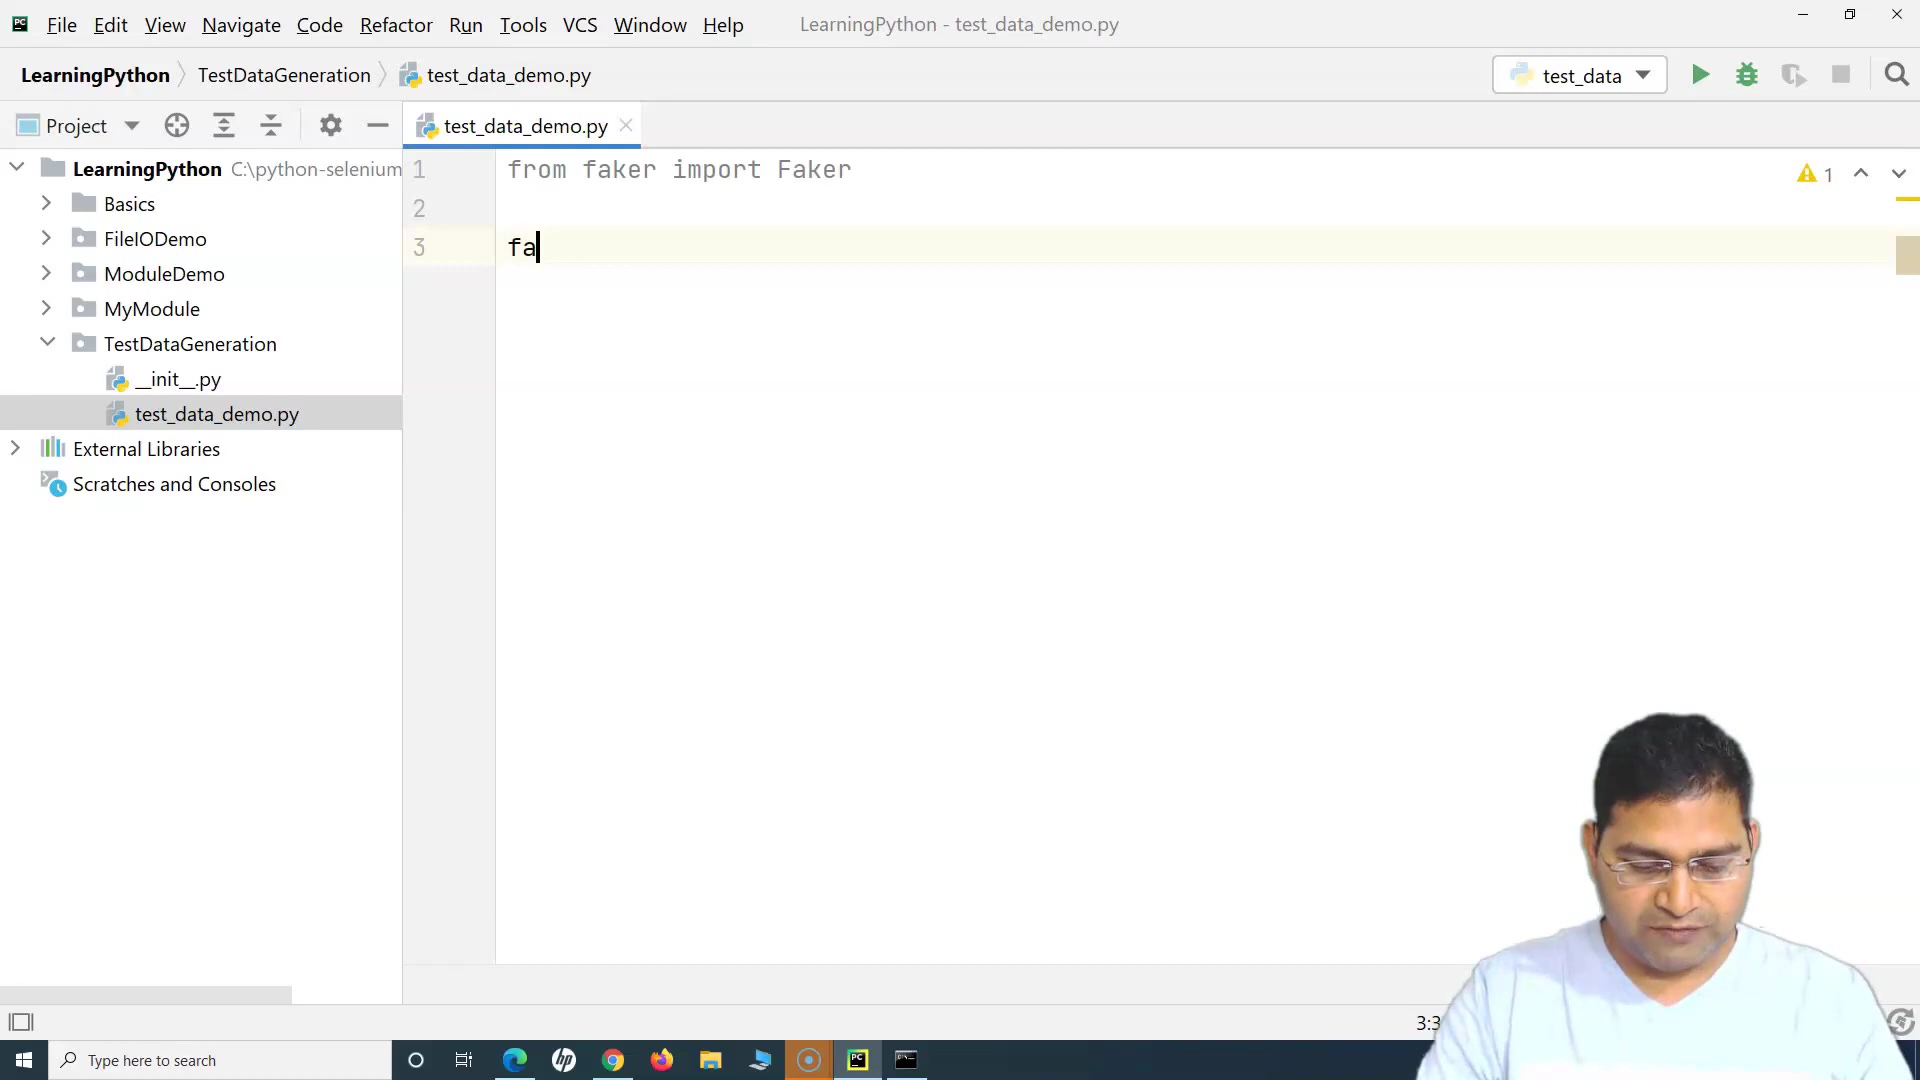 File Edit View Navigate Code Refactor Run Tools VCS Window Help LearningPython - test_data_demo.py
LearningPython TestDataGeneration test_data_demo.py test_data
Project test_data_demo.py
LearningPython C:\python-selenium
Basics
FileIODemo
ModuleDemo
MyModule
TestDataGeneration
__init__.py
test_data_demo.py
External Libraries
Scratches and Consoles
1 from faker import Faker
2
3 fa
1
3:3
Type here to search